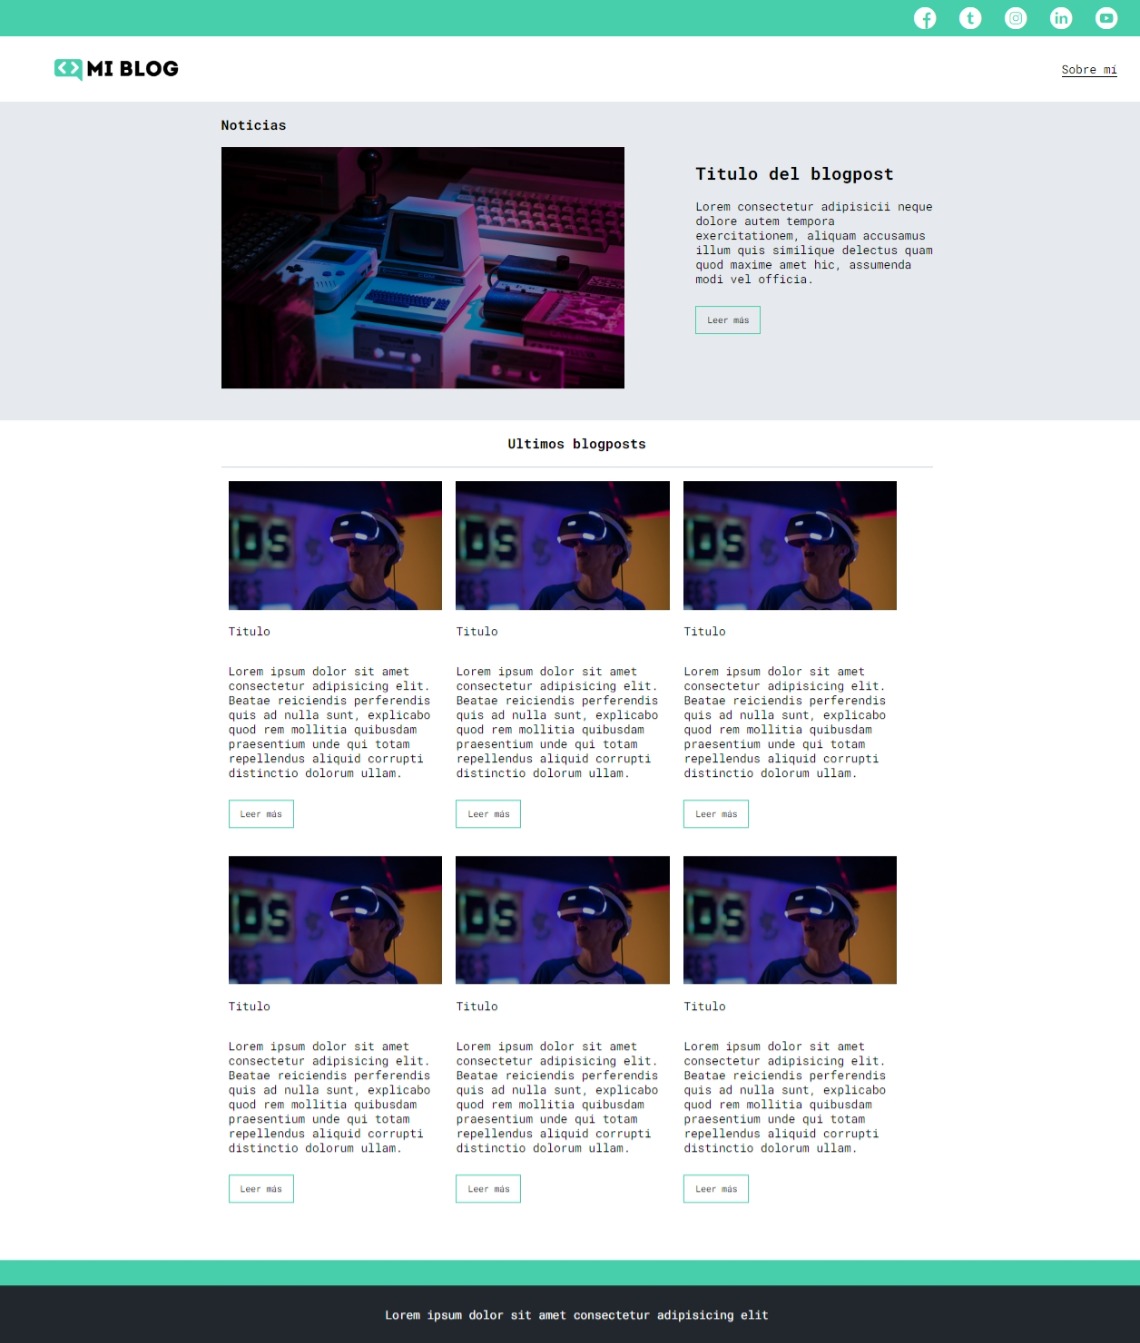 MI BLOG
Sobre mí
Noticias
Titulo del blogpost
Lorem consectetur adipisicii neque
dolore autem tempora
exercitationem, aliquam accusamus
illum quis similique delectus quam
quod maxime amet hic, assumenda
modi vel officia.
Leer más
Ultimos blogposts
IDS
IDS
IDS
Titulo
Titulo
Titulo
Lorem ipsum dolor sit amet
consectetur adipisicing elit.
Beatae reiciendis perferendis
quis ad nulla sunt, explicabo
quod rem mollitia quibusdam
praesentium unde qui totam
repellendus aliquid corrupti
distinctio dolorum ullam.
Lorem ipsum dolor sit amet
consectetur adipisicing elit.
Beatae reiciendis perferendis
quis ad nulla sunt, explicabo
quod rem mollitia quibusdam
praesentium unde qui totam
repellendus aliquid corrupti
distinctio dolorum ullam.
Lorem ipsum dolor sit amet
consectetur adipisicing elit.
Beatae reiciendis perferendis
quis ad nulla sunt, explicabo
quod rem mollitia quibusdam
praesentium unde qui totam
repellendus aliquid corrupti
distinctio dolorum ullam.
Leer más
Leer más
Leer más
IDS
IDS
IDS
Titulo
Titulo
Titulo
Lorem ipsum dolor sit amet
consectetur adipisicing elit.
Beatae reiciendis perferendis
quis ad nulla sunt, explicabo
quod rem mollitia quibusdam
praesentium unde qui totam
repellendus aliquid corrupti
distinctio dolorum ullam.
Lorem ipsum dolor sit amet
consectetur adipisicing elit.
Beatae reiciendis perferendis
quis ad nulla sunt, explicabo
quod rem mollitia quibusdam
praesentium unde qui totam
repellendus aliquid corrupti
distinctio dolorum ullam.
Lorem ipsum dolor sit amet
consectetur adipisicing elit.
Beatae reiciendis perferendis
quis ad nulla sunt, explicabo
quod rem mollitia quibusdam
praesentium unde qui totam
repellendus aliquid corrupti
distinctio dolorum ullam.
Leer más
Leer más
Leer más
Lorem ipsum dolor sit amet consectetur adipisicing elit